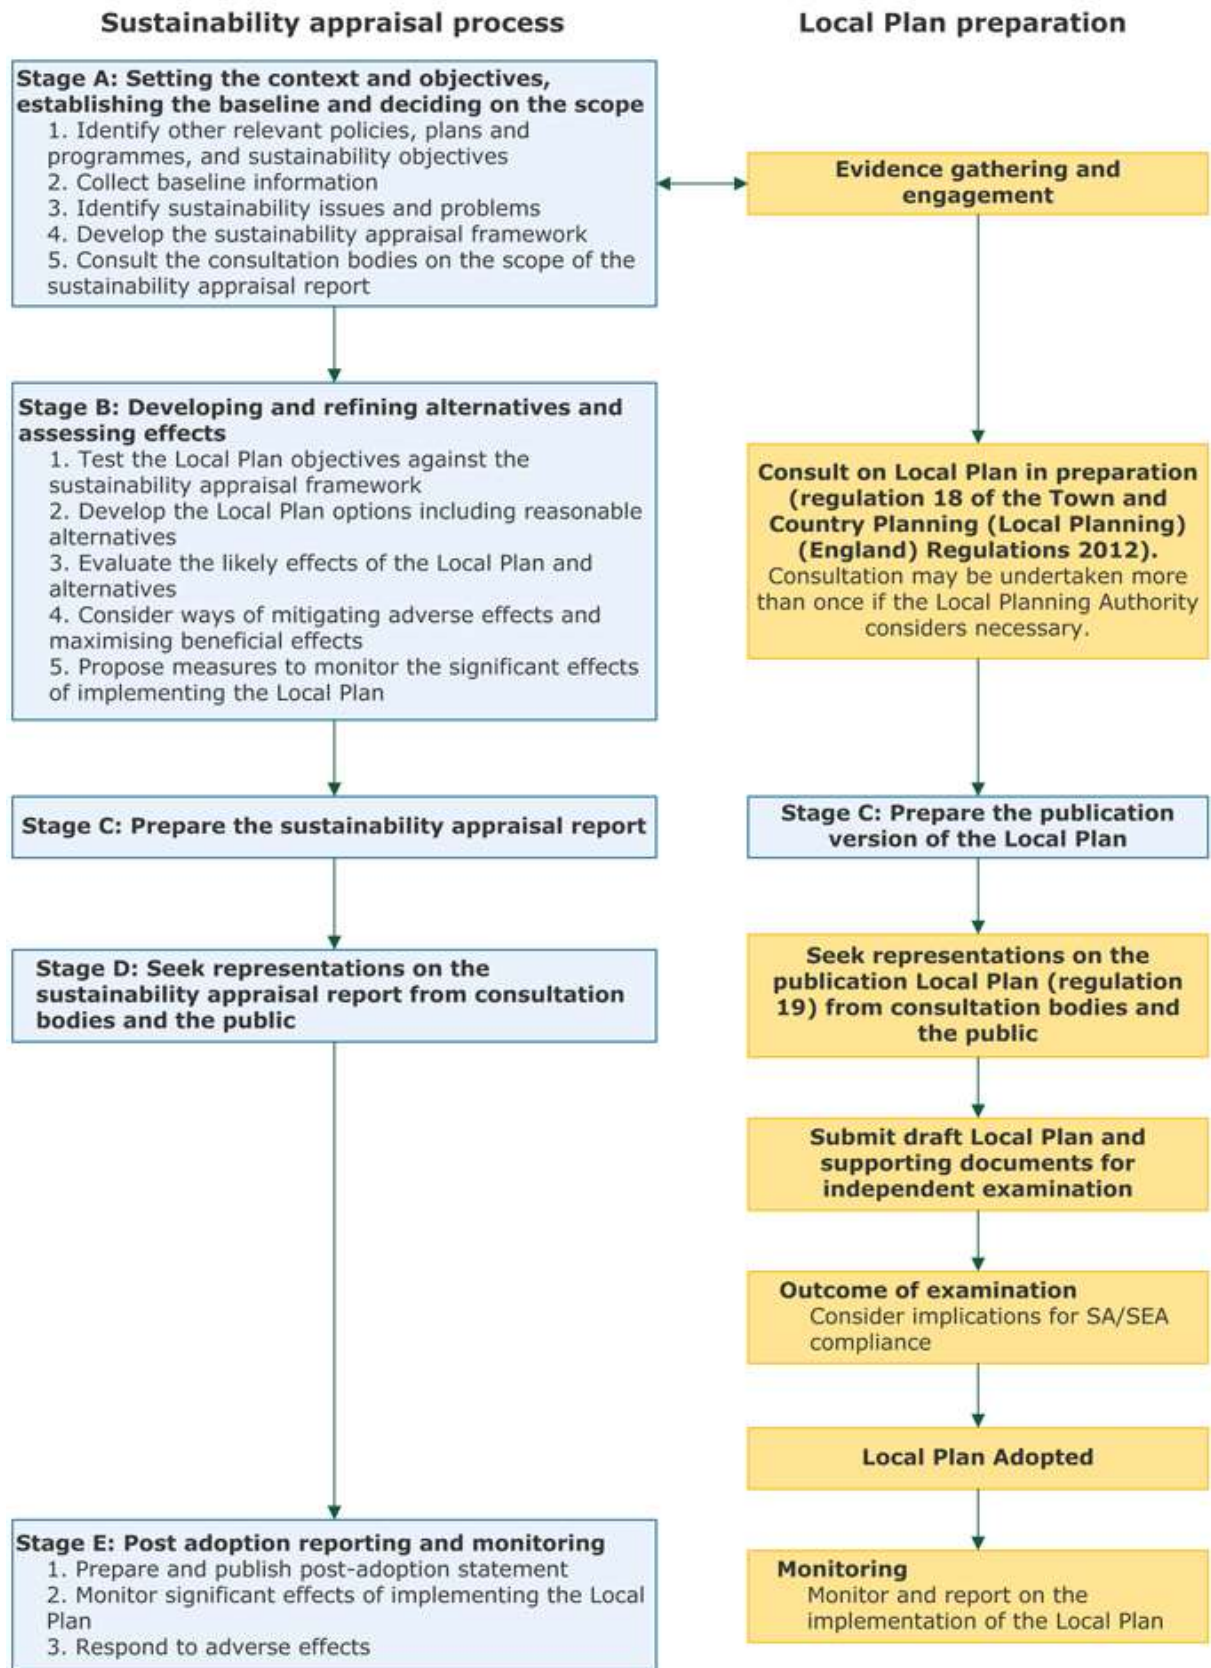 Sustainability appraisal process
Local Plan preparation
Stage A: Setting the context and objectives,
establishing the baseline and deciding on the scope
1. Identify other relevant policies, plans and
programmes, and sustainability objectives
2. Collect baseline information
3. Identify sustainability issues and problems
4. Develop the sustainability appraisal framework
5. Consult the consultation bodies on the scope of the
sustainability appraisal report
Evidence gathering and
engagement
Stage B: Developing and refining alternatives and
assessing effects
1. Test the Local Plan objectives against the
sustainability appraisal framework
2. Develop the Local Plan options including reasonable
alternatives
3. Evaluate the likely effects of the Local Plan and
alternatives
4. Consider ways of mitigating adverse effects and
maximising beneficial effects
5. Propose measures to monitor the significant effects
of implementing the Local Plan
Consult on Local Plan in preparation
(regulation 18 of the Town and
Country Planning (Local Planning)
(England) Regulations 2012).
Consultation may be undertaken more
than once if the Local Planning Authority
considers necessary.
Stage C: Prepare the sustainability appraisal report
Stage C: Prepare the publication
version of the Local Plan
Stage D: Seek representations on the
sustainability appraisal report from consultation
bodies and the public
Seek representations on the
publication Local Plan (regulation
19) from consultation bodies and
the public
Submit draft Local Plan and
supporting documents for
independent examination
Outcome of examination
Consider implications for SA/SEA
compliance
Local Plan Adopted
Stage E: Post adoption reporting and monitoring
1. Prepare and publish post-adoption statement
2. Monitor significant effects of implementing the Local
Plan
3. Respond to adverse effects
Monitoring
Monitor and report on the
implementation of the Local Plan